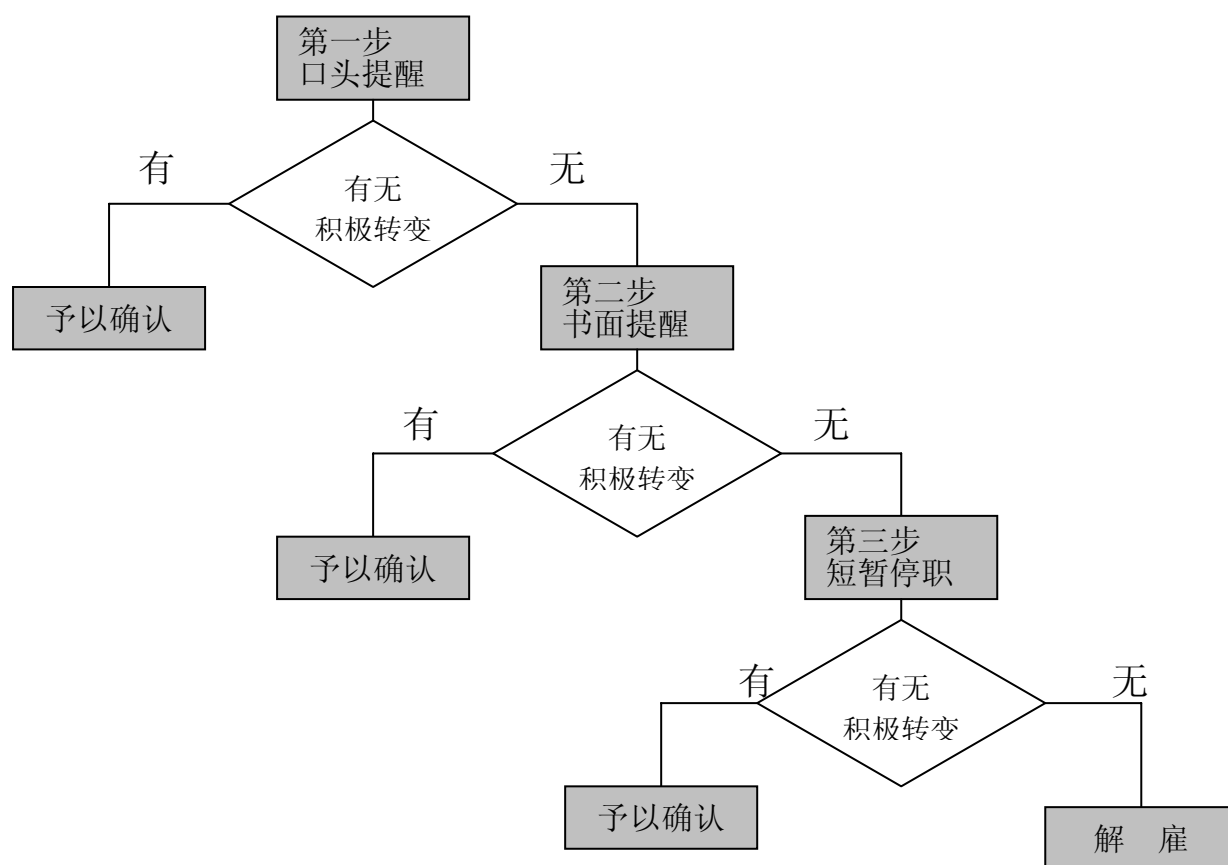 第一步
口头提醒
有
无
有无
积极转变
予以确认
第二步
书面提醒
有
无
有无
积极转变
予以确认
第三步
短暂停职
有
无
有无
积极转变
予以确认
解 雇